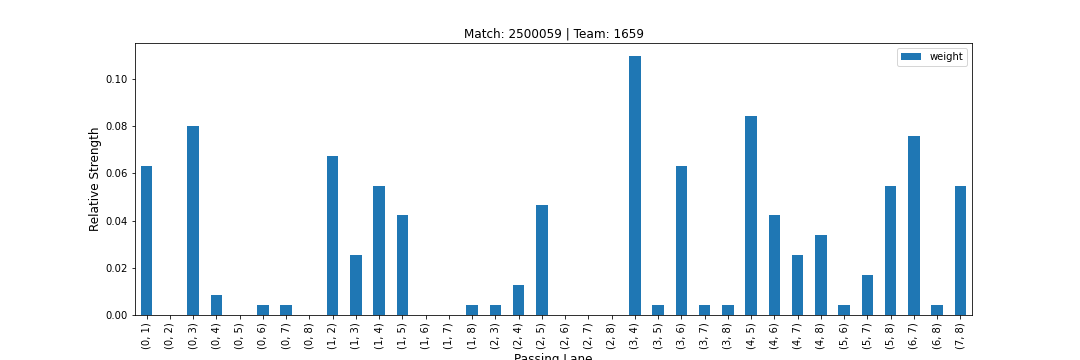 Match: 2500059 | Team: 1659
weight
Relative Strength
0.10
0.08
0.06
0.04
0.02
0.00
(0, 1) (0, 2) (0, 3) (0, 4) (0, 5) (0, 6) (0, 7) (0, 8) (1, 2) (1, 3) (1, 4) (1, 5) (1, 6) (1, 7) (1, 8) (2, 3) (2, 4) (2, 5) (2, 6) (2, 7) (2, 8) (3, 4) (3, 5) (3, 6) (3, 7) (3, 8) (4, 5) (4, 6) (4, 7) (4, 8) (5, 6) (5, 7) (5, 8) (6, 7) (6, 8) (7, 8)
Passing Lane